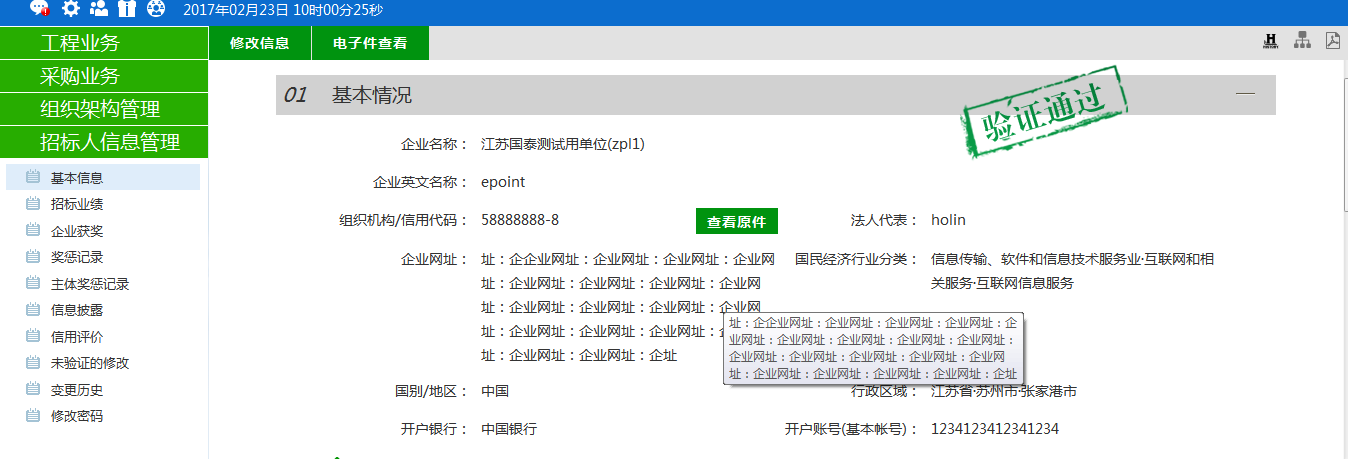 2017年02月23日 10时00分25秒
工程业务
采购业务
组织架构管理
招标人信息管理
基本信息
招标业绩
企业获奖
奖惩记录
主体奖惩记录
信息披露
信用评价
未验证的修改
变更历史
修改密码
修改信息 电子件查看
H
HISTORY
01 基本情况
验证通过
企业名称： 江苏国泰测试用单位(zpl1)
企业英文名称： epoint
组织机构/信用代码： 58888888-8 查看原件 法人代表： holin
企业网址： 址：企企业网址：企业网址：企业网址：企业网
址：企业网址：企业网址：企业网址：企业网
址：企业网址：企业网址：企业网址：企业网
址：企业网址：企业网址：企业网址：企
址：企业网址：企业网址：企址
国民经济行业分类： 信息传输、软件和信息技术服务业·互联网和相
关服务·互联网信息服务
址：企企业网址：企业网址：企业网址：企业网址：企
业网址：企业网址：企业网址：企业网址：企业网址：
企业网址：企业网址：企业网址：企业网址：企业网
址：企业网址：企业网址：企业网址：企业网址：企址
国别/地区： 中国 行政区域： 江苏省·苏州市·张家港市
开户银行： 中国银行 开户账号(基本帐号)： 1234123412341234